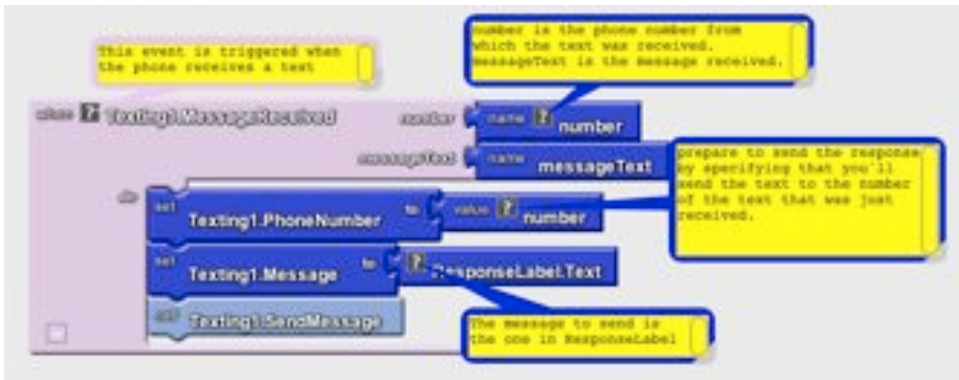 This event is triggered when
the phone receives a text
number is the phone number from
which the text was received.
messageText is the message received.
when ? Texting1.MessageReceived
number name ? number
messageText name messageText
prepare to send the response
by specifying that you'll
send the text to the number
of the text that was just
received.
do
set Texting1.PhoneNumber to value ? number
set Texting1.Message to ? ResponseLabel.Text
call Texting1.SendMessage
The message to send is
the one in ResponseLabel